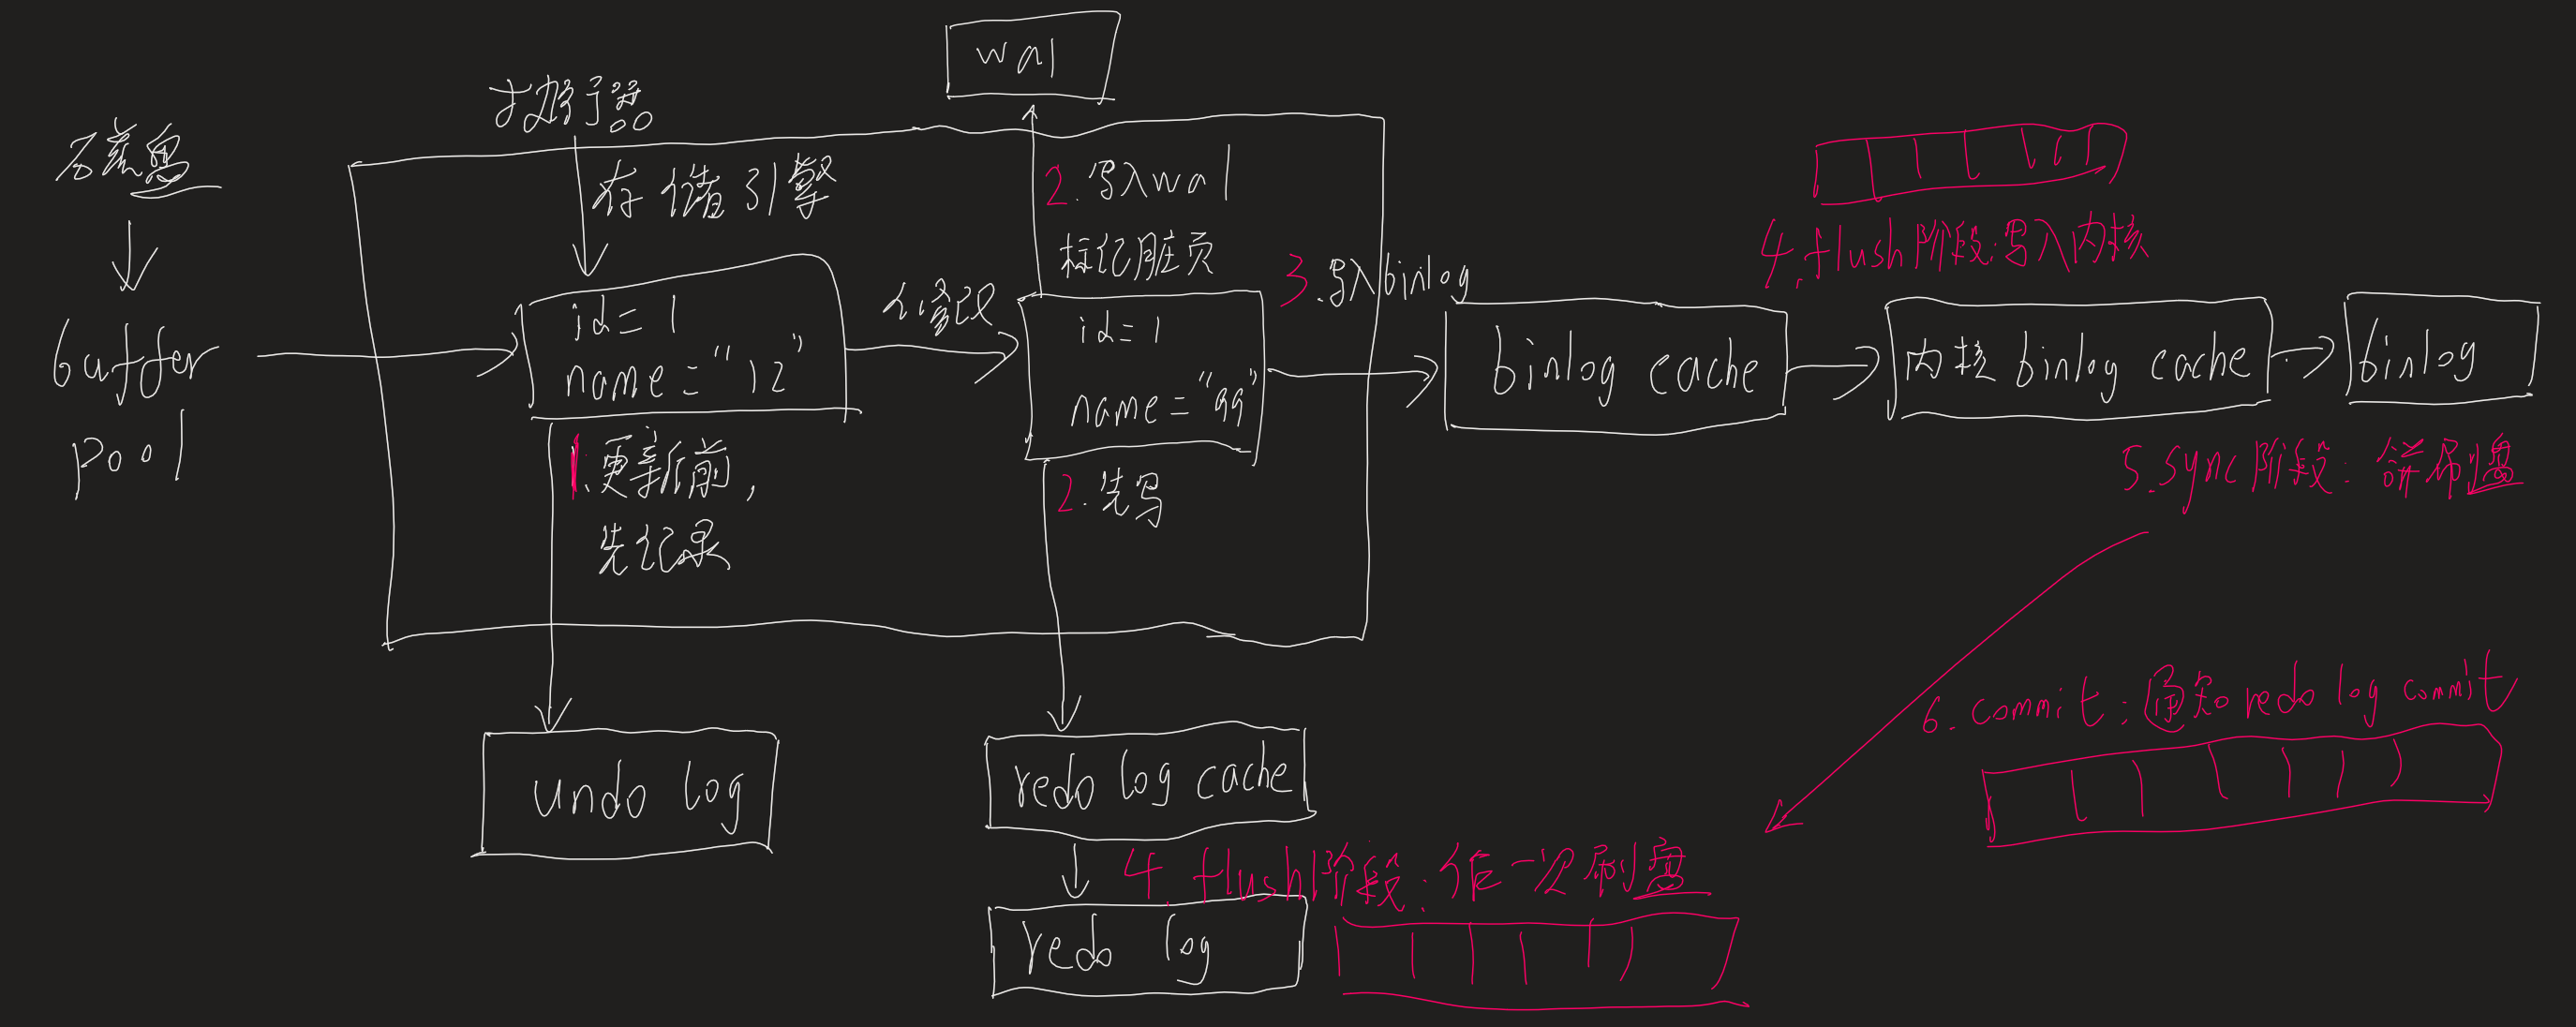 wal
执行器
磁盘
存储引擎
2.写入wal
标记脏页
4.flush阶段:写入内核
buffer
pool
id=1
name="12"
修改
id=1
name="99"
3.写入binlog
binlog cache
内核 binlog cache
binlog
1.更新前,
先记录
2.先写
5.sync阶段:
6.commit:通知redo log commit
undo log
redo log cache
4.flush阶段:作一次刷盘
redo log